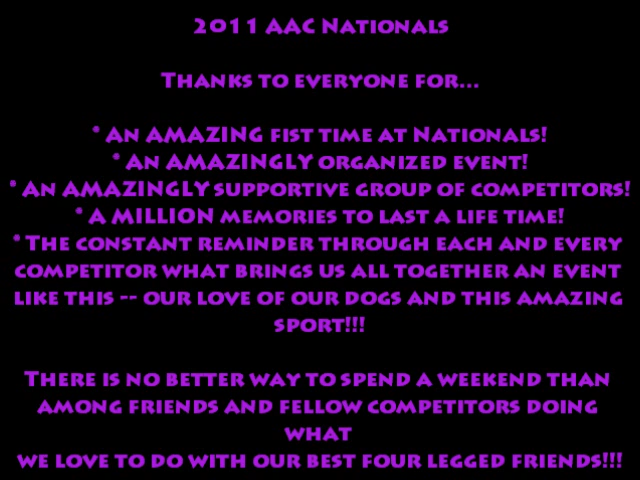 2011 AAC Nationals
Thanks to everyone for...
* An AMAZING fist time at Nationals!
* An AMAZINGLY organized event!
* An AMAZINGLY supportive group of competitors!
* A MILLION memories to last a life time!
* The constant reminder through each and every
competitor what brings us all together an event
like this -- our love of our dogs and this amazing
sport!!!
There is no better way to spend a weekend than
among friends and fellow competitors doing
what
we love to do with our best four legged friends!!!